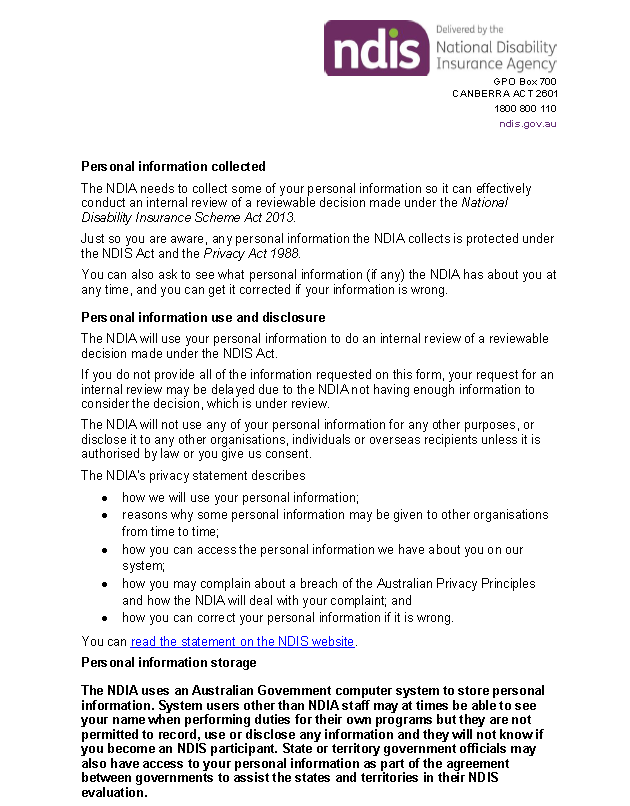 ndis
Delivered by the
National Disability
Insurance Agency
GPO Box 700
CANBERRA ACT 2601
1800 800 110
ndis.gov.au
Personal information collected
The NDIA needs to collect some of your personal information so it can effectively
conduct an internal review of a reviewable decision made under the National
Disability Insurance Scheme Act 2013.
Just so you are aware, any personal information the NDIA collects is protected under
the NDIS Act and the Privacy Act 1988.
You can also ask to see what personal information (if any) the NDIA has about you at
any time, and you can get it corrected if your information is wrong.
Personal information use and disclosure
The NDIA will use your personal information to do an internal review of a reviewable
decision made under the NDIS Act.
If you do not provide all of the information requested on this form, your request for an
internal review may be delayed due to the NDIA not having enough information to
consider the decision, which is under review.
The NDIA will not use any of your personal information for any other purposes, or
disclose it to any other organisations, individuals or overseas recipients unless it is
authorised by law or you give us consent.
The NDIA's privacy statement describes
• how we will use your personal information;
• reasons why some personal information may be given to other organisations
from time to time;
• how you can access the personal information we have about you on our
system;
• how you may complain about a breach of the Australian Privacy Principles
and how the NDIA will deal with your complaint; and
• how you can correct your personal information if it is wrong.
You can read the statement on the NDIS website.
Personal information storage
The NDIA uses an Australian Government computer system to store personal
information. System users other than NDIA staff may at times be able to see
your name when performing duties for their own programs but they are not
permitted to record, use or disclose any information and they will not know if
you become an NDIS participant. State or territory government officials may
also have access to your personal information as part of the agreement
between governments to assist the states and territories in their NDIS
evaluation.